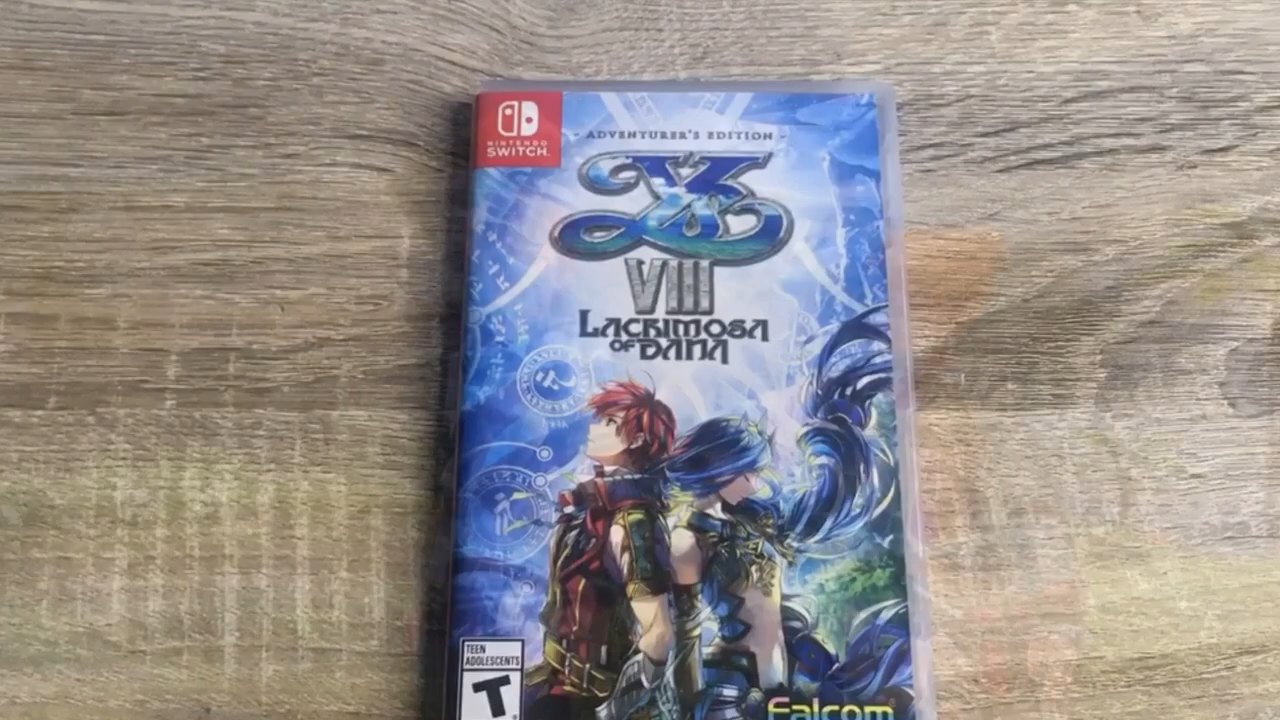 NINTENDO
SWITCH
- ADVENTURER'S EDITION -
Ys
VIII
LACRIMOSA
OF DANA
TEEN
ADOLESCENTS
T
Falcom